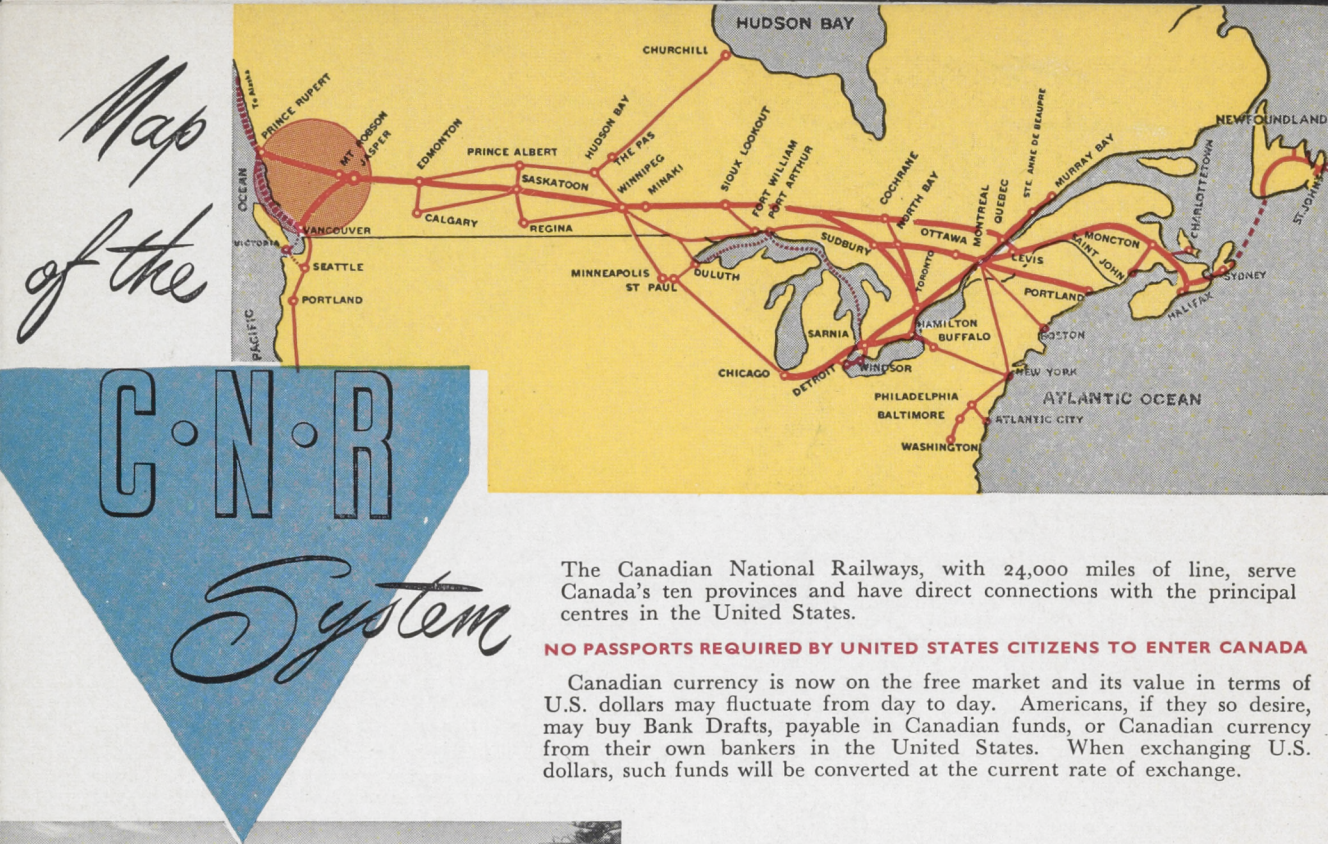 Map
of the
C·N·R
System
HUDSON BAY
CHURCHILL
To Alaska
PRINCE RUPERT
MT ROBSON
JASPER
EDMONTON
PRINCE ALBERT
HUDSON BAY
THE PAS
WINNIPEG
MINAKI
SIOUX LOOKOUT
FORT WILLIAM
PORT ARTHUR
COCHRANE
NORTH BAY
MONTREAL
QUEBEC
STE. ANNE DE BEAUPRE
MURRAY BAY
NEWFOUNDLAND
CHARLOTTETOWN
ST. JOHN'S
OCEAN
SASKATOON
CALGARY
REGINA
VANCOUVER
VICTORIA
SEATTLE
PORTLAND
PACIFIC
MINNEAPOLIS
ST PAUL
DULUTH
SUDBURY
OTTAWA
TORONTO
LEVIS
MONCTON
SAINT JOHN
SYDNEY
HALIFAX
PORTLAND
SARNIA
HAMILTON
BUFFALO
BOSTON
CHICAGO
DETROIT
WINDSOR
NEW YORK
PHILADELPHIA
ATLANTIC OCEAN
BALTIMORE
ATLANTIC CITY
WASHINGTON
The Canadian National Railways, with 24,000 miles of line, serve
Canada's ten provinces and have direct connections with the principal
centres in the United States.
NO PASSPORTS REQUIRED BY UNITED STATES CITIZENS TO ENTER CANADA
Canadian currency is now on the free market and its value in terms of
U.S. dollars may fluctuate from day to day. Americans, if they so desire,
may buy Bank Drafts, payable in Canadian funds, or Canadian currency
from their own bankers in the United States. When exchanging U.S.
dollars, such funds will be converted at the current rate of exchange.